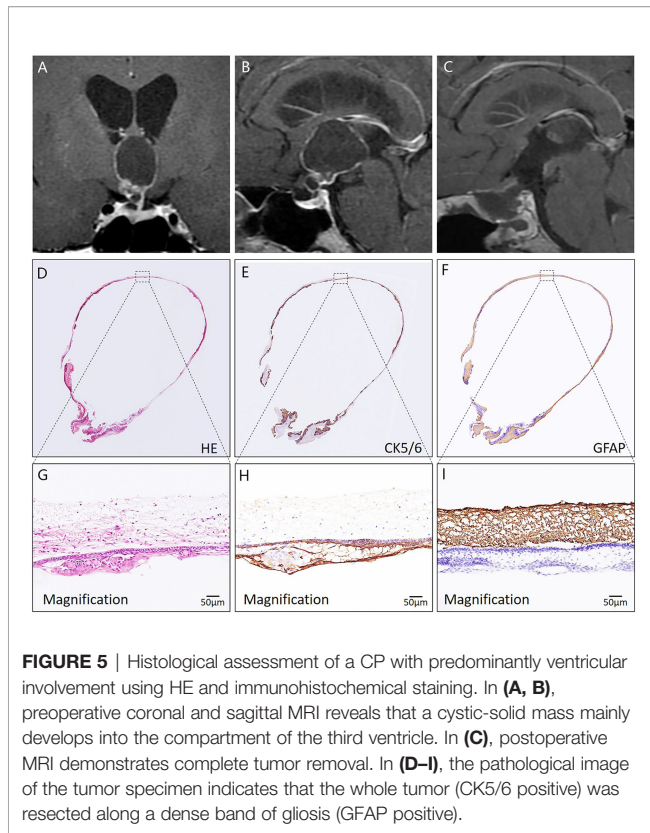 A
B
C
D
HE
E
CK5/6
F
GFAP
G
Magnification
50μm
H
Magnification
50μm
I
Magnification
50μm
FIGURE 5 | Histological assessment of a CP with predominantly ventricular
involvement using HE and immunohistochemical staining. In (A, B),
preoperative coronal and sagittal MRI reveals that a cystic-solid mass mainly
develops into the compartment of the third ventricle. In (C), postoperative
MRI demonstrates complete tumor removal. In (D–I), the pathological image
of the tumor specimen indicates that the whole tumor (CK5/6 positive) was
resected along a dense band of gliosis (GFAP positive).